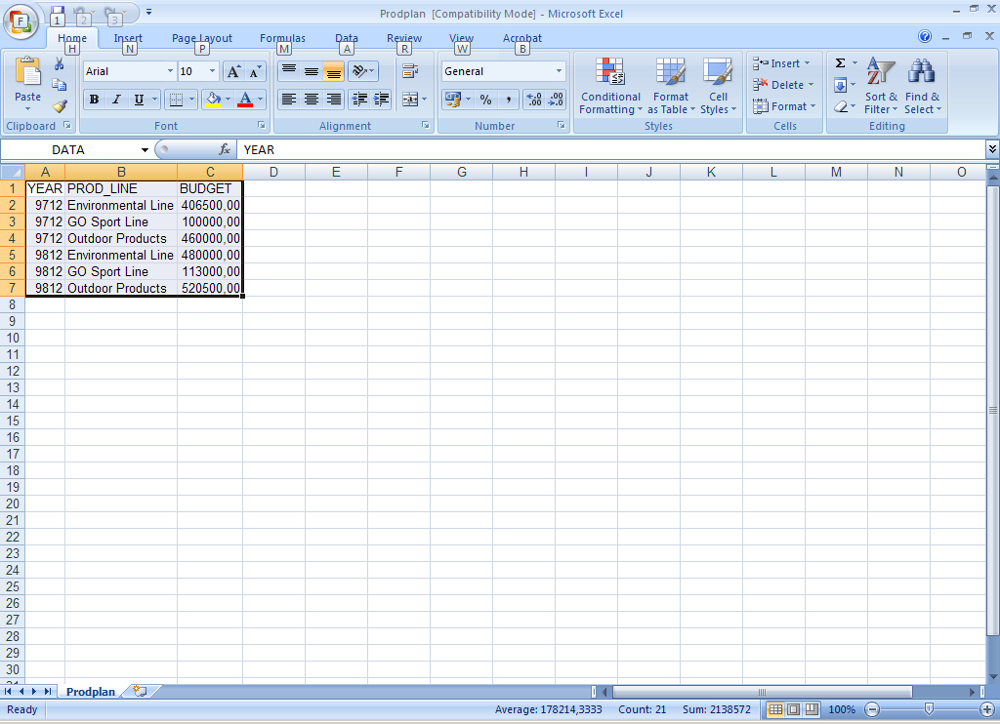 F 1 2 3
Prodplan [Compatibility Mode] - Microsoft Excel
Home Insert Page Layout Formulas Data Review View Acrobat
H N P M A R W B
Paste
Arial 10 A A
B I U A
General
% , .00 .00
Conditional Formatting
Format as Table
Cell Styles
Insert
Delete
Format
Σ
Sort & Filter
Find & Select
Clipboard Font Alignment Number Styles Cells Editing
DATA fx YEAR
A B C D E F G H I J K L M N O
1 YEAR PROD_LINE BUDGET
2 9712 Environmental Line 406500,00
3 9712 GO Sport Line 100000,00
4 9712 Outdoor Products 460000,00
5 9812 Environmental Line 480000,00
6 9812 GO Sport Line 113000,00
7 9812 Outdoor Products 520500,00
8
9
10
11
12
13
14
15
16
17
18
19
20
21
22
23
24
25
26
27
28
29
30
Prodplan
Ready Average: 178214,3333 Count: 21 Sum: 2138572 100%